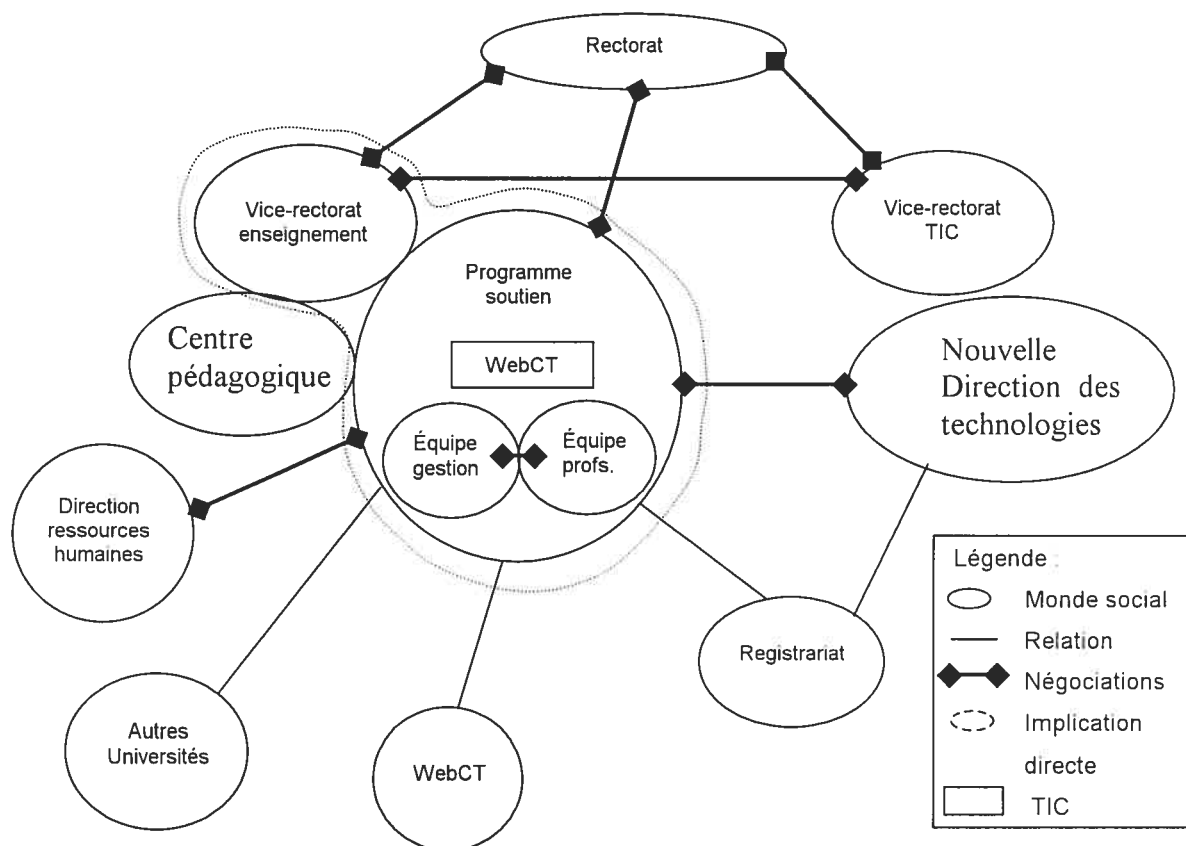 Rectorat
Vice-rectorat
enseignement
Vice-rectorat
TIC
Programme
soutien
Centre
pédagogique
WebCT
Nouvelle
Direction des
technologies
Équipe
gestion
Équipe
profs.
Direction
ressources
humaines
Registrariat
Autres
Universités
WebCT
Légende :
Monde social
Relation
Négociations
Implication
directe
TIC